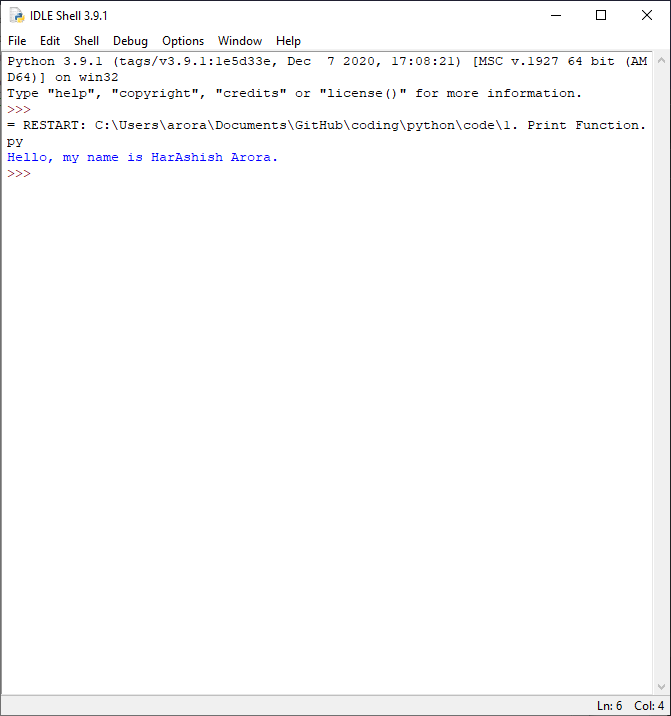 IDLE Shell 3.9.1
File Edit Shell Debug Options Window Help
Python 3.9.1 (tags/v3.9.1:1e5d33e, Dec  7 2020, 17:08:21) [MSC v.1927 64 bit (AM
D64)] on win32
Type "help", "copyright", "credits" or "license()" for more information.
>>>
= RESTART: C:\Users\arora\Documents\GitHub\coding\python\code\1. Print Function.
py
Hello, my name is HarAshish Arora.
>>>
Ln: 6 Col: 4